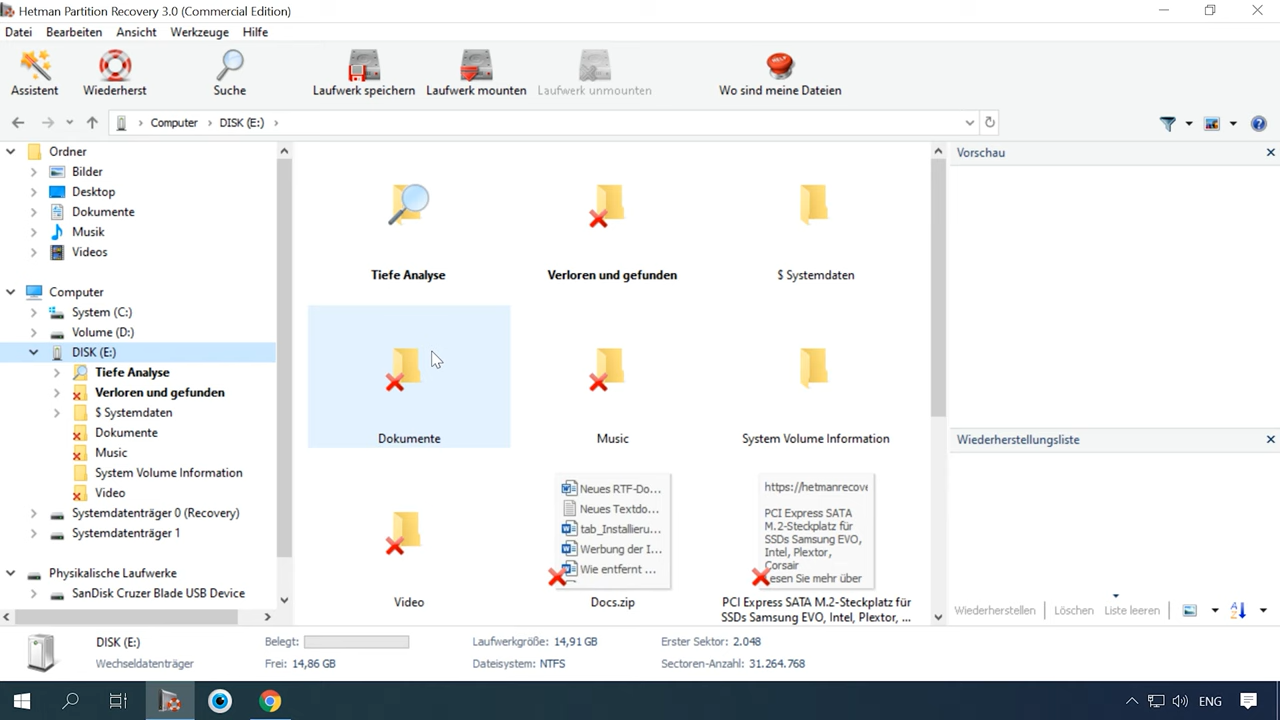 Hetman Partition Recovery 3.0 (Commercial Edition)
Datei Bearbeiten Ansicht Werkzeuge Hilfe
Assistent Wiederherst Suche Laufwerk speichern Laufwerk mounten Laufwerk unmounten Wo sind meine Dateien
Computer DISK (E:)
Ordner
Bilder
Desktop
Dokumente
Musik
Videos
Computer
System (C:)
Volume (D:)
DISK (E:)
Tiefe Analyse
Verloren und gefunden
$ Systemdaten
Dokumente
Music
System Volume Information
Video
Systemdatenträger 0 (Recovery)
Systemdatenträger 1
Physikalische Laufwerke
SanDisk Cruzer Blade USB Device
Tiefe Analyse
Verloren und gefunden
$ Systemdaten
Dokumente
Music
System Volume Information
Video
Neues RTF-Do...
Neues Textdo...
tab_Installieru...
Werbung der I...
Wie entfernt ...
Docs.zip
https://hetmanrecove
PCI Express SATA
M.2-Steckplatz für
SSDs Samsung EVO,
Intel, Plextor,
Corsair
esen Sie mehr über
PCI Express SATA M.2-Steckplatz für
SSDs Samsung EVO, Intel, Plextor, ...
Vorschau
Wiederherstellungsliste
Wiederherstellen Löschen Liste leeren
DISK (E:)
Wechseldatenträger
Belegt:
Frei: 14,86 GB
Laufwerkgröße: 14,91 GB
Dateisystem: NTFS
Erster Sektor: 2.048
Sectoren-Anzahl: 31.264.768
ENG